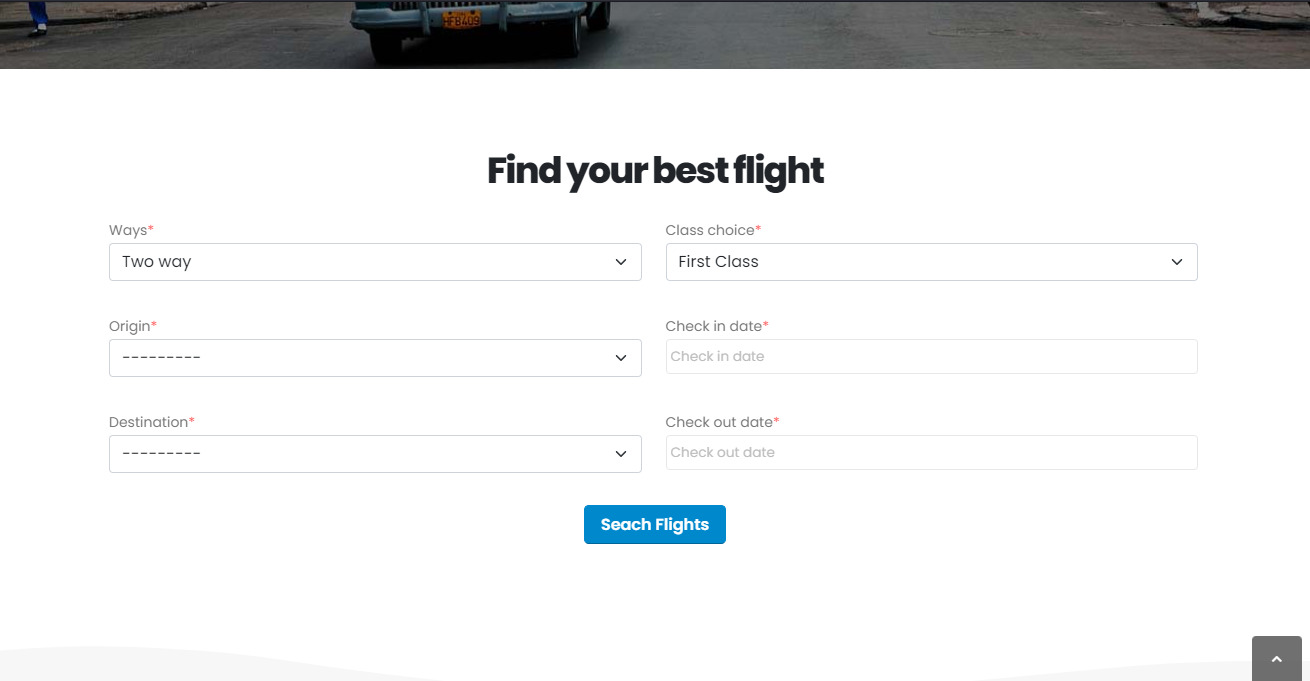 HFB409
Find your best flight
Ways*
Class choice*
Two way
First Class
Origin*
Check in date*
---------
Check in date
Destination*
Check out date*
---------
Check out date
Seach Flights